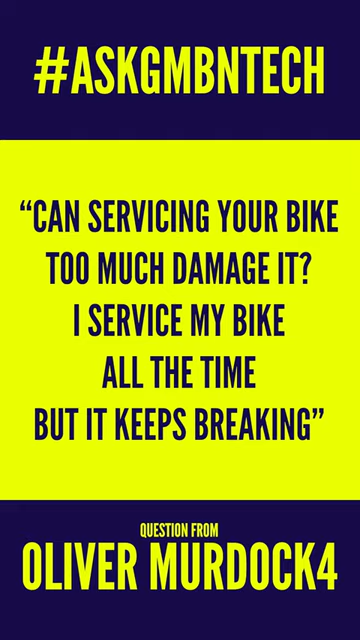 #ASKGMBNTECH
“CAN SERVICING YOUR BIKE
TOO MUCH DAMAGE IT?
I SERVICE MY BIKE
ALL THE TIME
BUT IT KEEPS BREAKING”
QUESTION FROM
OLIVER MURDOCK4